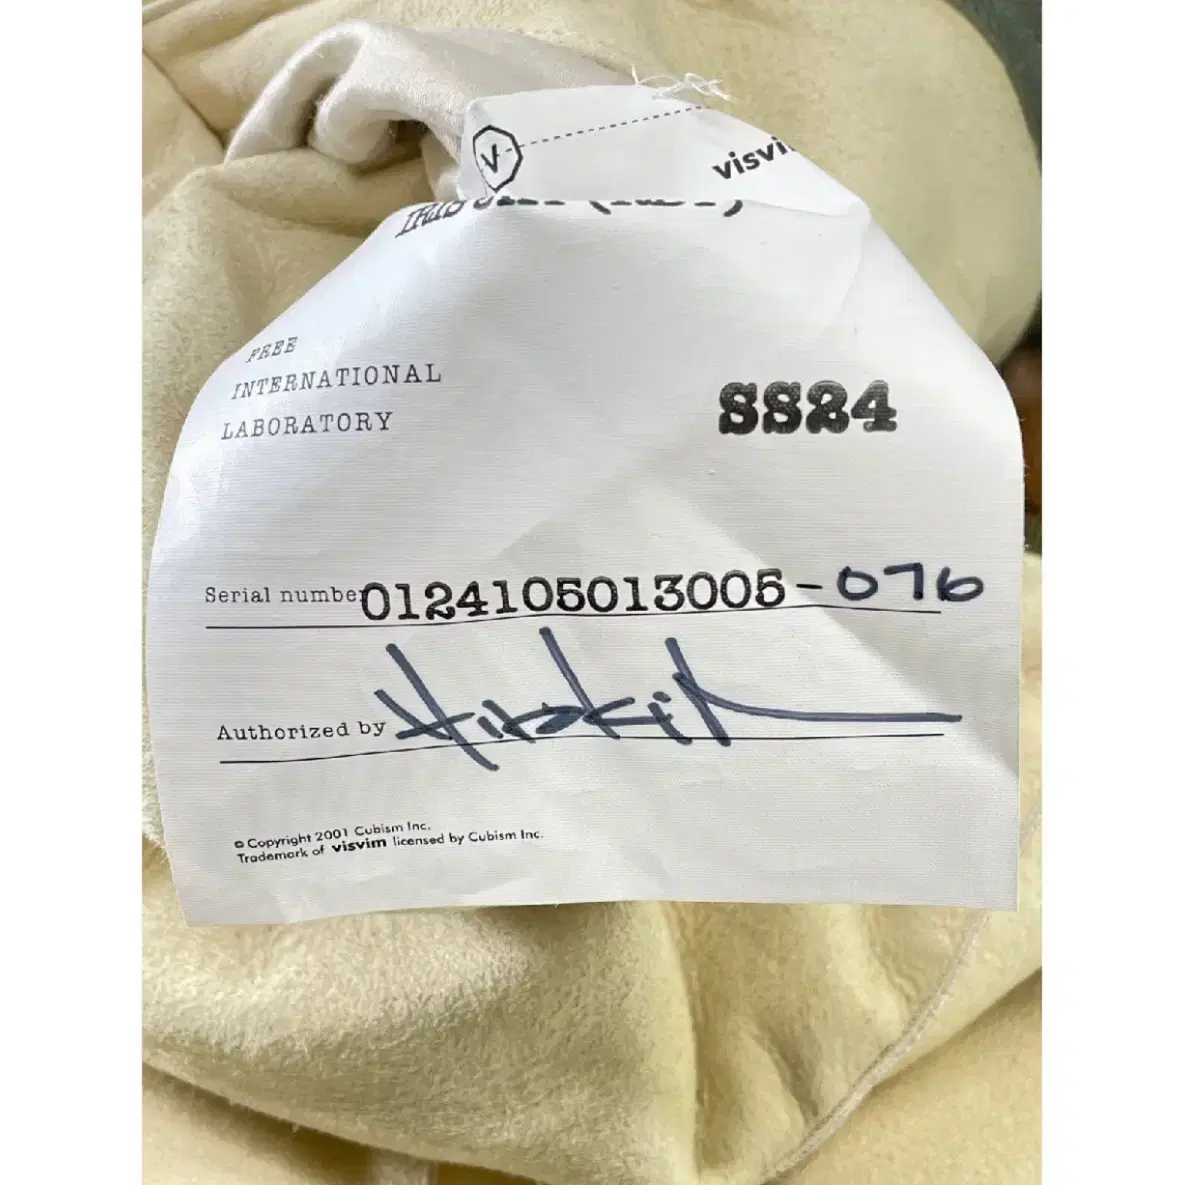 V
FREE
INTERNATIONAL
LABORATORY
SS24
Serial number 0124105013005-076
Authorized by
© Copyright 2001 Cubism Inc.
Trademark of visvim licensed by Cubism Inc.